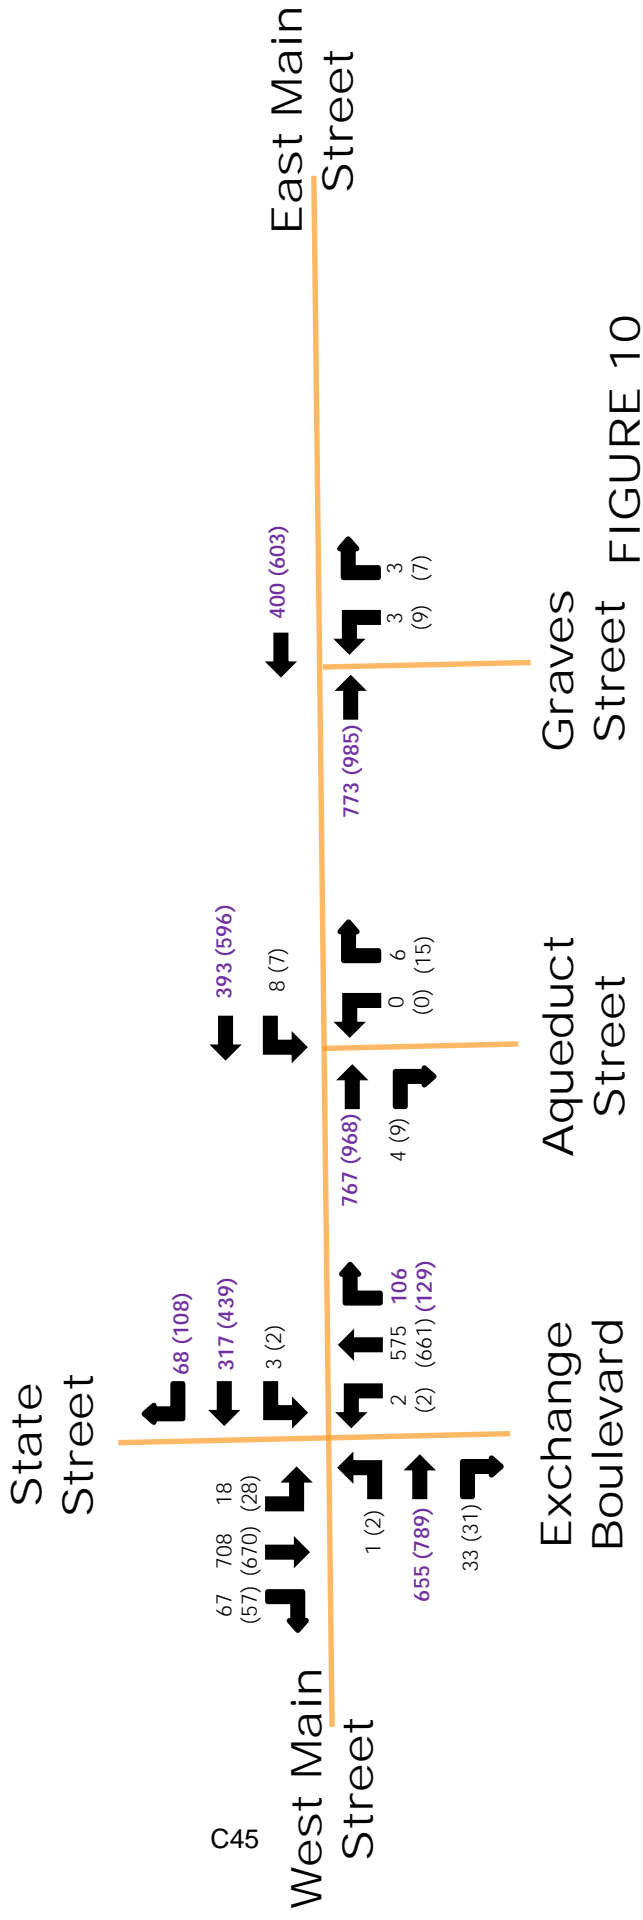 State
Street
68 (108)
317 (439)
3 (2)
67
(57)
708
(670)
18
(28)
1 (2)
655 (789)
33 (31)
2
(2)
575
(661)
106
(129)
Exchange
Boulevard
West Main
Street
C45
393 (596)
8 (7)
767 (968)
4 (9)
0
(0)
6
(15)
Aqueduct
Street
400 (603)
773 (985)
3
(9)
3
(7)
Graves
Street
East Main
Street
FIGURE 10